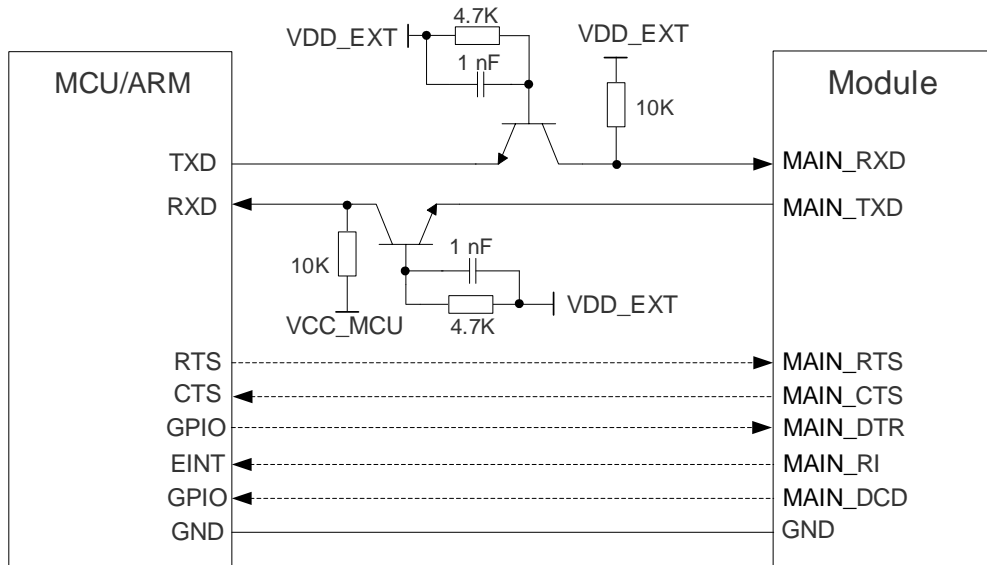 4.7K
VDD_EXT
VDD_EXT
1 nF
MCU/ARM
Module
10K
TXD
MAIN_RXD
RXD
MAIN_TXD
1 nF
10K
VDD_EXT
VCC_MCU
4.7K
RTS
MAIN_RTS
CTS
MAIN_CTS
GPIO
MAIN_DTR
EINT
MAIN_RI
GPIO
MAIN_DCD
GND
GND